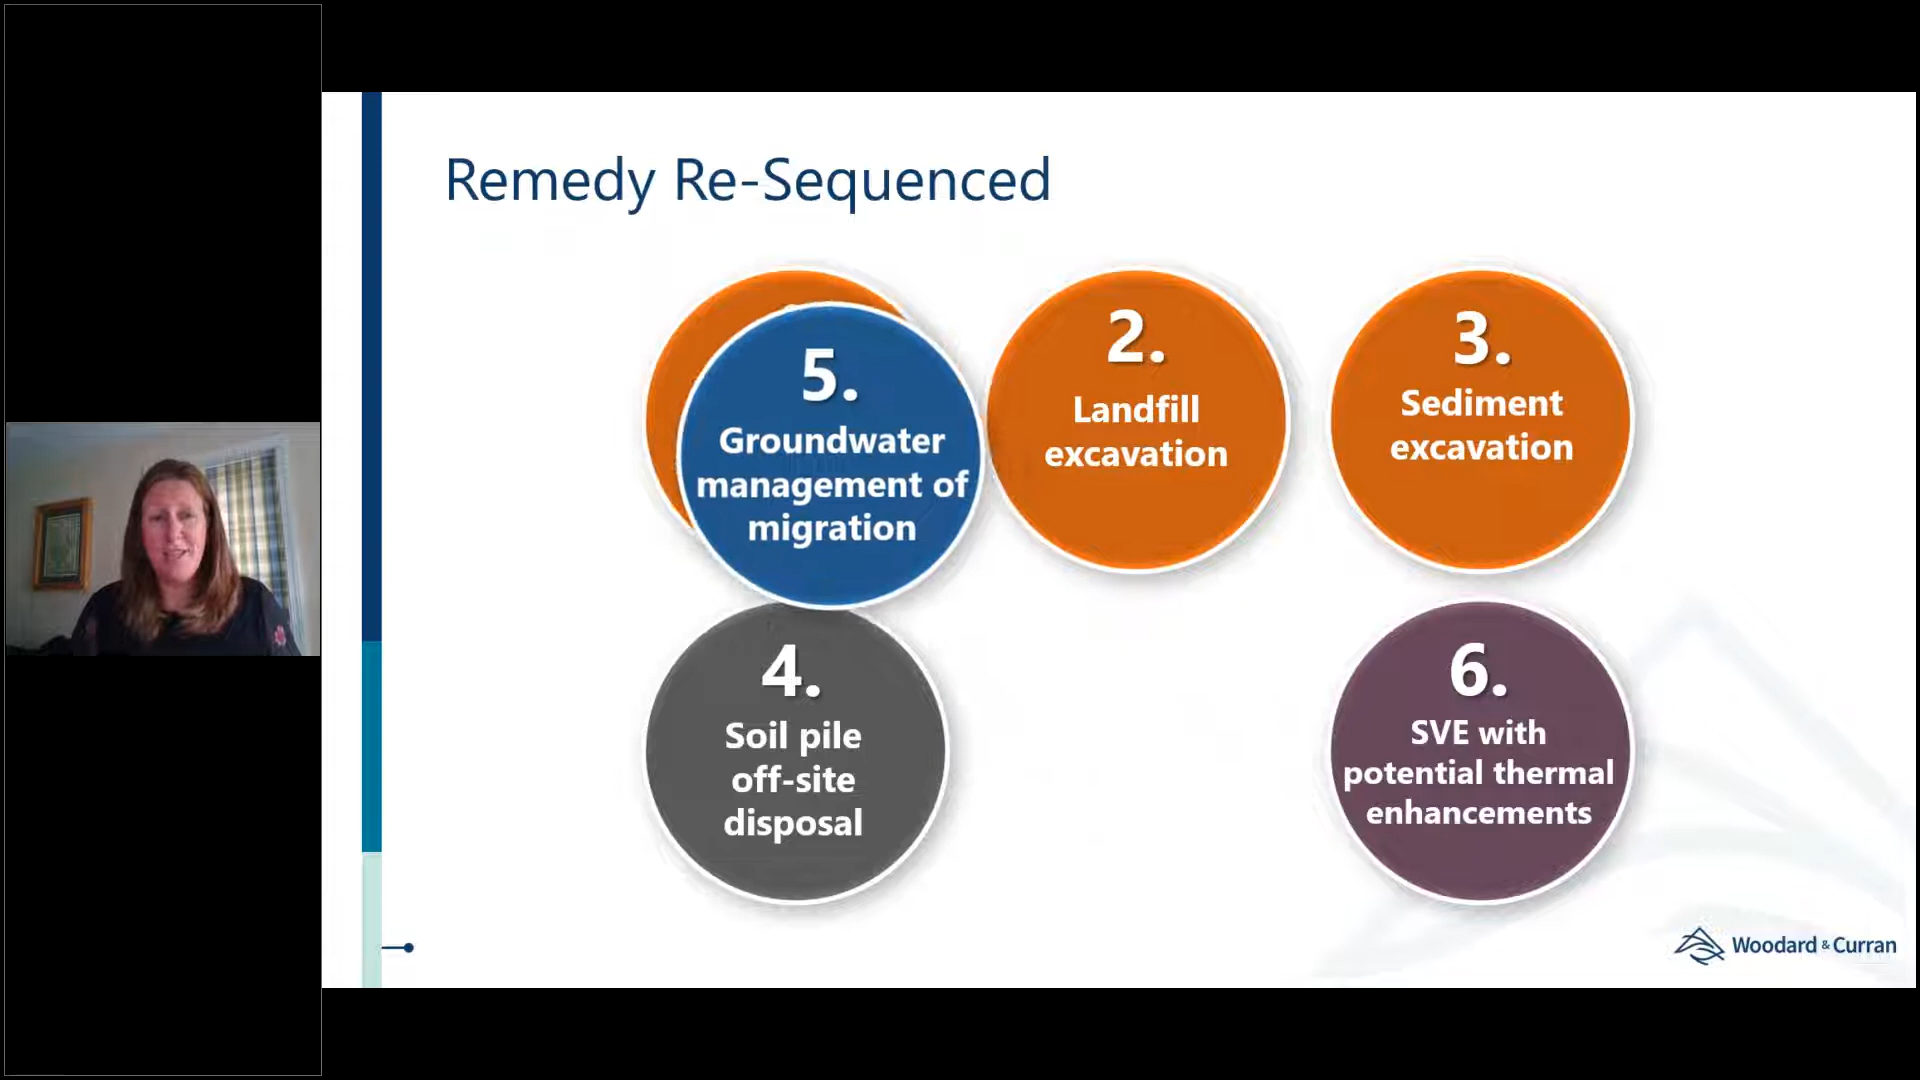 Remedy Re-Sequenced
5.
Groundwater
management of
migration
2.
Landfill
excavation
3.
Sediment
excavation
4.
Soil pile
off-site
disposal
6.
SVE with
potential thermal
enhancements
Woodard & Curran